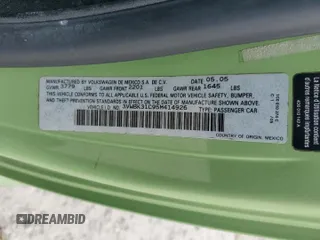 MANUFACTURED BY: VOLKSWAGEN DE MEXICO S.A. DE C.V.
GVWR 3779 LBS GAWR FRONT 2201 LBS GAWR REAR 1645 LBS
05.05
THIS VEHICLE CONFORMS TO ALL APPLICABLE U.S. FEDERAL MOTOR VEHICLE SAFETY, BUMPER,
AND THEFT PREVENTION STANDARDS IN EFFECT ON THE DATE OF MANUFACTURE SHOWN ABOVE.
3VWBK31C95M414926 TYPE: PASSENGER CAR
COUNTRY OF ORIGIN: MEXICO
DREAMBID